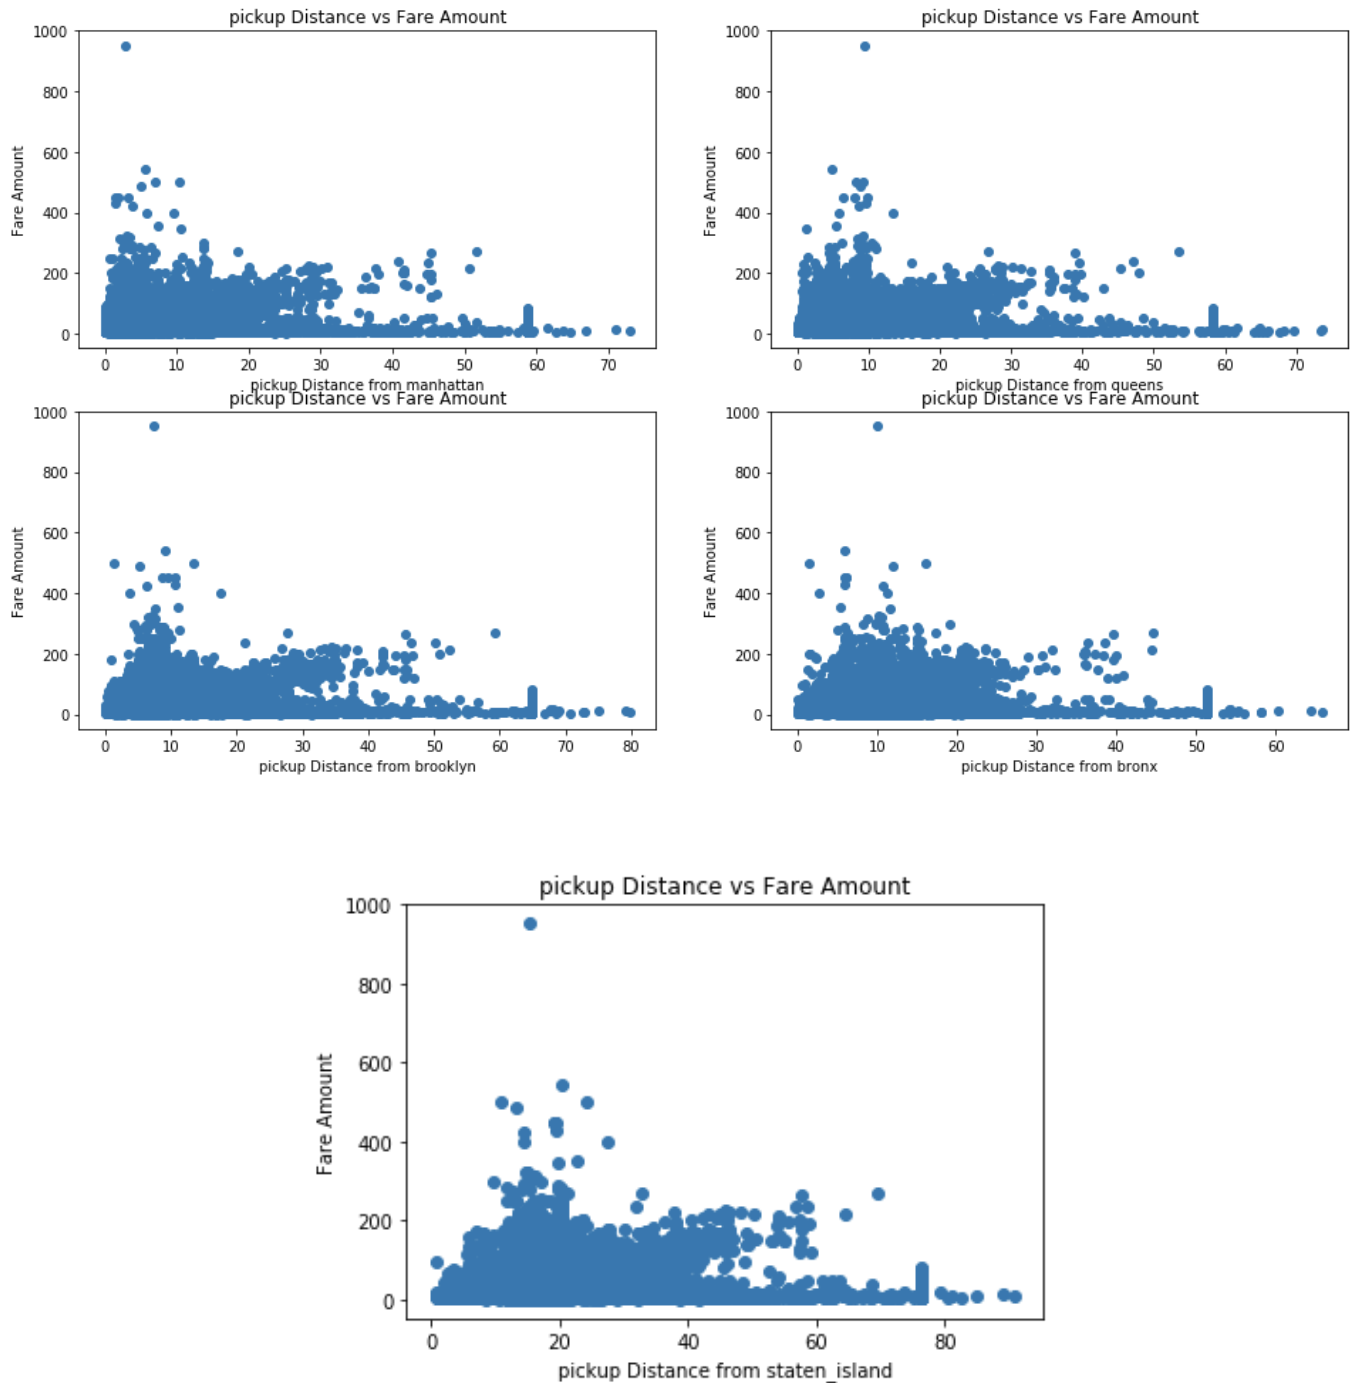 pickup Distance vs Fare Amount
1000
800
600
400
200
0
Fare Amount
0 10 20 30 40 50 60 70
pickup Distance from manhattan
pickup Distance vs Fare Amount
1000
800
600
400
200
0
Fare Amount
0 10 20 30 40 50 60 70
pickup Distance from queens
pickup Distance vs Fare Amount
1000
800
600
400
200
0
Fare Amount
0 10 20 30 40 50 60 70 80
pickup Distance from brooklyn
pickup Distance vs Fare Amount
1000
800
600
400
200
0
Fare Amount
0 10 20 30 40 50 60
pickup Distance from bronx
pickup Distance vs Fare Amount
1000
800
600
400
200
0
Fare Amount
0 20 40 60 80
pickup Distance from staten_island